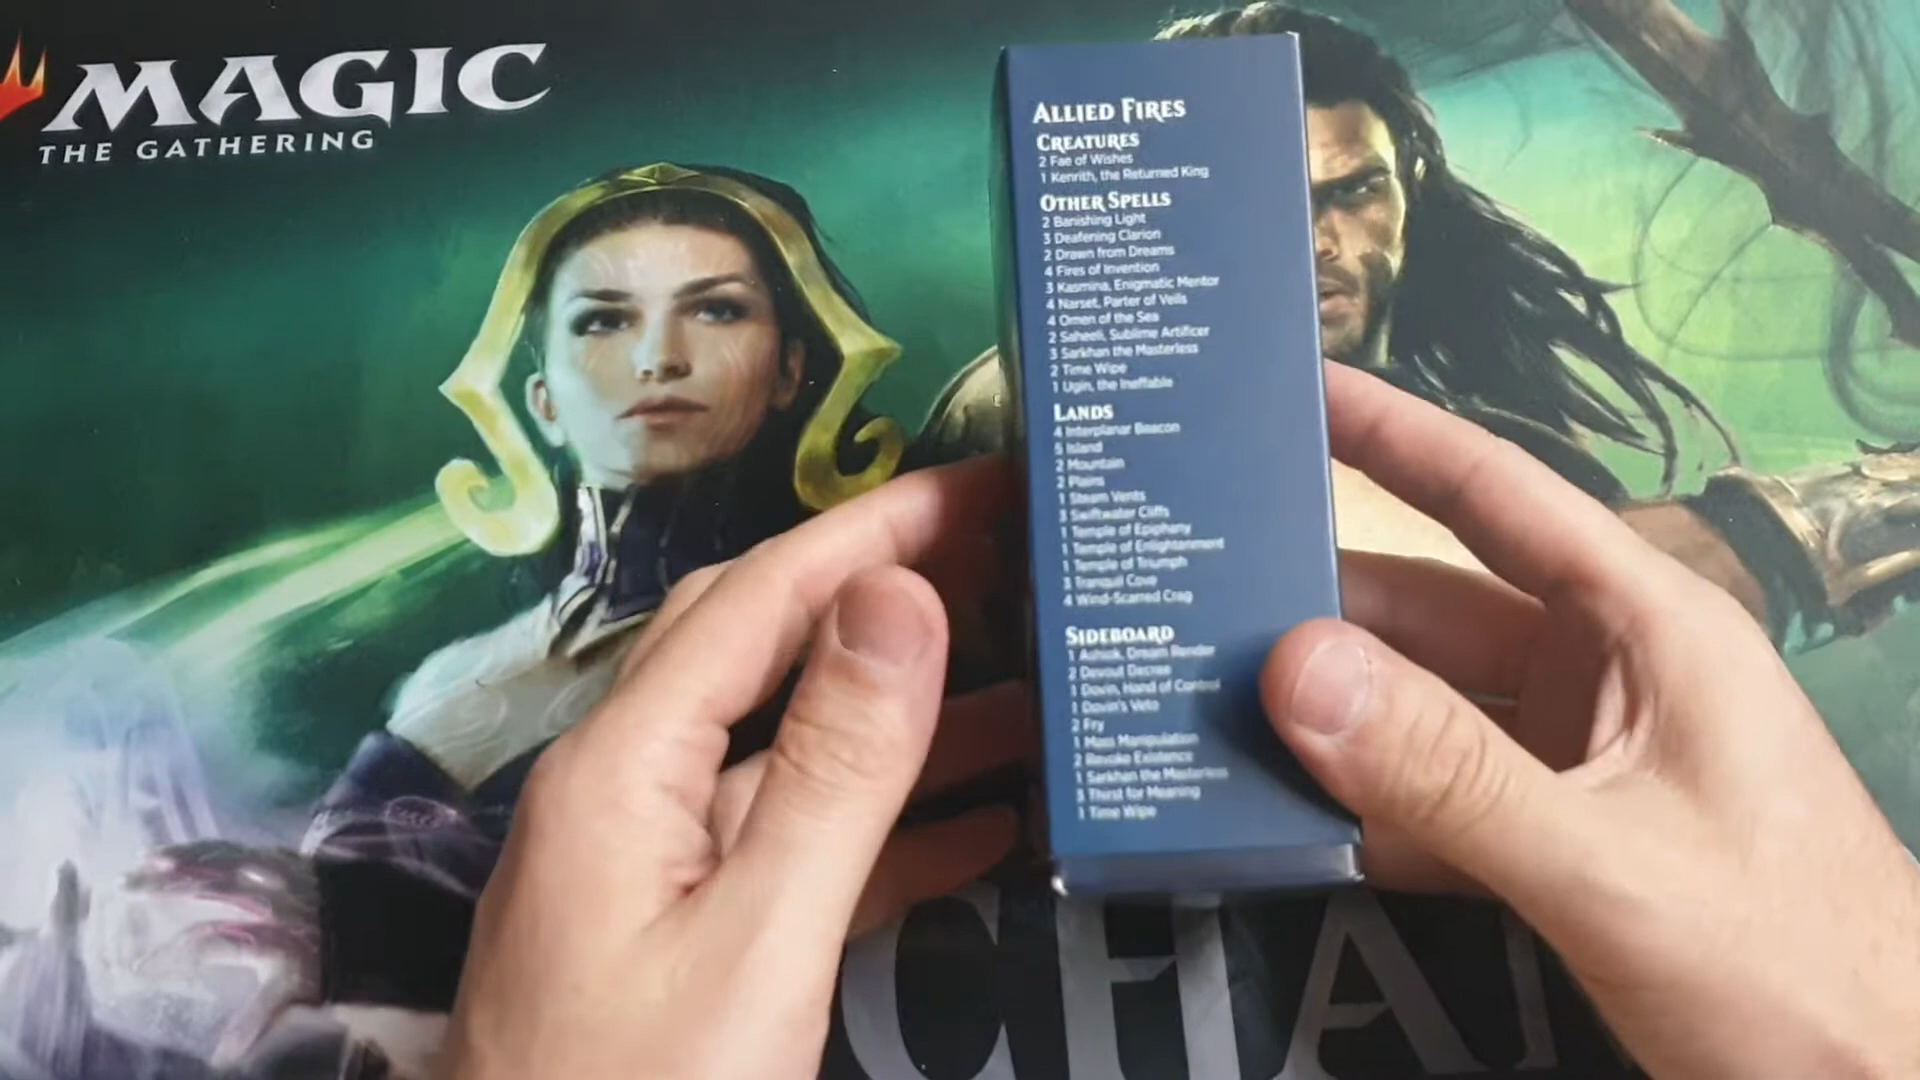 MAGIC
THE GATHERING
ALLIED FIRES
CREATURES
2 Fae of Wishes
1 Kenrith, the Returned King
OTHER SPELLS
2 Banishing Light
3 Deafening Clarion
2 Drawn from Dreams
4 Fires of Invention
3 Kasmina, Enigmatic Mentor
4 Narset, Parter of Veils
4 Omen of the Sea
2 Saheeli, Sublime Artificer
3 Sarkhan the Masterless
2 Time Wipe
1 Ugin, the Ineffable
LANDS
4 Interplanar Beacon
5 Island
2 Mountain
2 Plains
1 Steam Vents
3 Swiftwater Cliffs
1 Temple of Epiphany
1 Temple of Enlightenment
1 Temple of Triumph
3 Tranquil Cove
4 Wind-Scarred Crag
SIDEBOARD
1 Ashiok, Dream Render
2 Devout Decree
1 Dovin, Hand of Control
1 Dovin's Veto
2 Fry
1 Mass Manipulation
2 Revoke Existence
1 Sarkhan the Masterless
3 Thirst for Meaning
1 Time Wipe
CHA